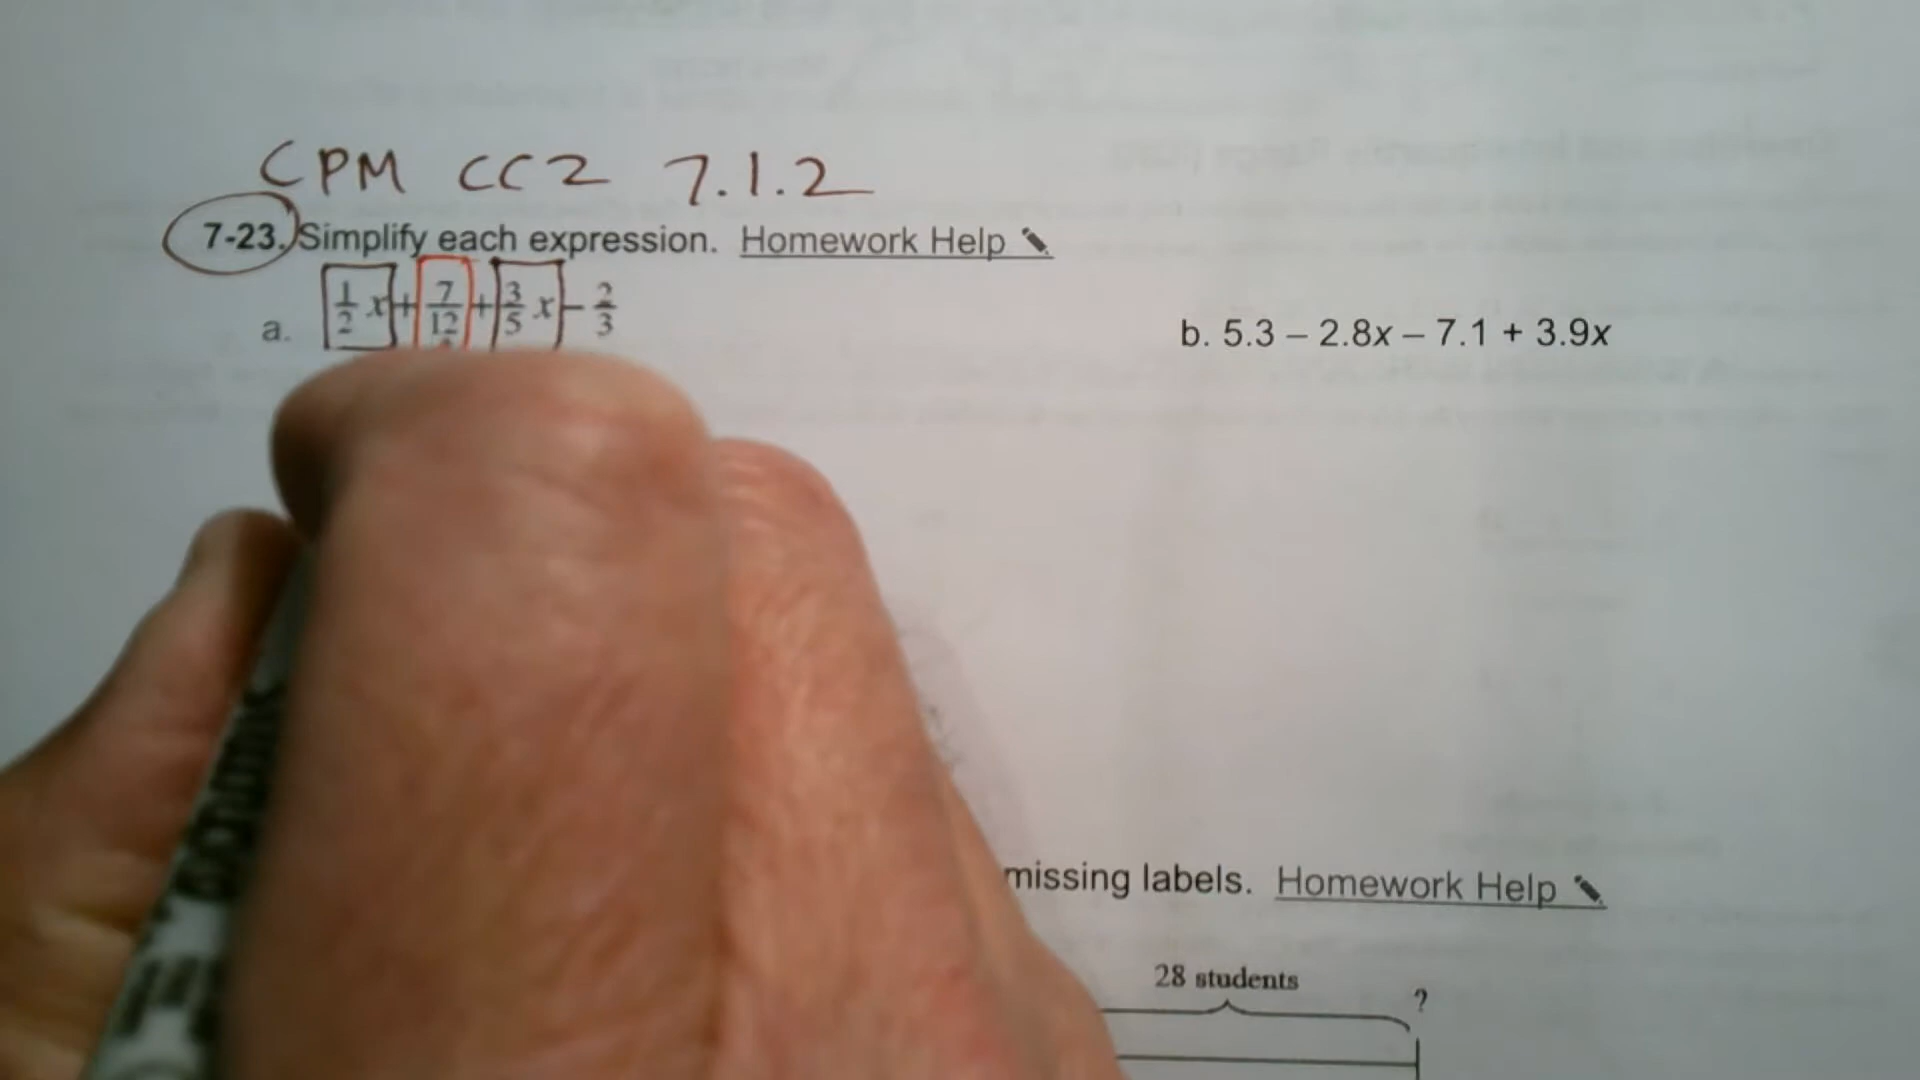 CPM CC2 7.1.2
7-23. Simplify each expression. Homework Help
a. 1/2 x + 7/12 + 3/5 x - 2/3
b. 5.3 – 2.8x – 7.1 + 3.9x
missing labels. Homework Help
28 students
?